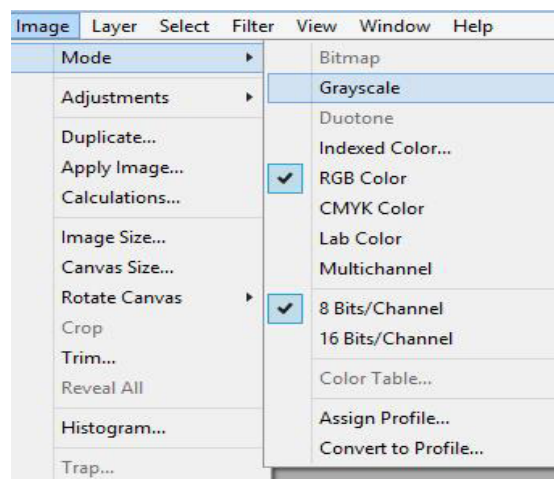 Image Layer Select Filter View Window Help
Mode
Adjustments
Duplicate...
Apply Image...
Calculations...
Image Size...
Canvas Size...
Rotate Canvas
Crop
Trim...
Reveal All
Histogram...
Trap...
Bitmap
Grayscale
Duotone
Indexed Color...
RGB Color
CMYK Color
Lab Color
Multichannel
8 Bits/Channel
16 Bits/Channel
Color Table...
Assign Profile...
Convert to Profile...